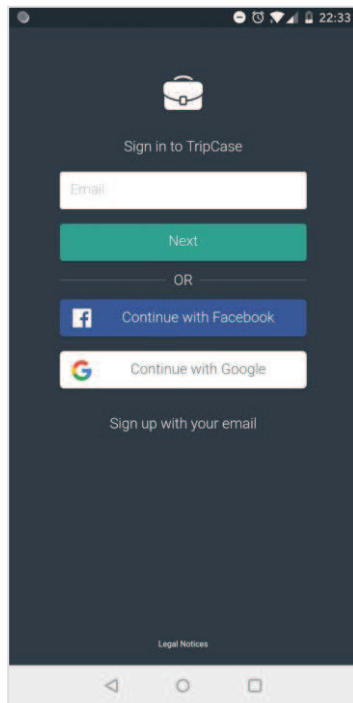 22:33
Sign in to TripCase
Email
Next
OR
Continue with Facebook
Continue with Google
Sign up with your email
Legal Notices